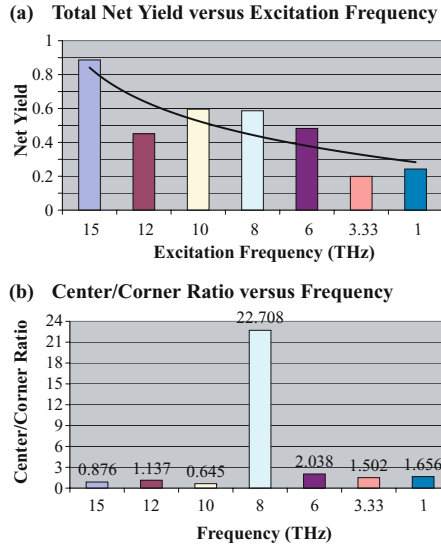 (a) Total Net Yield versus Excitation Frequency
Net Yield
1
0.8
0.6
0.4
0.2
0
15 12 10 8 6 3.33 1
Excitation Frequency (THz)
(b) Center/Corner Ratio versus Frequency
Center/Corner Ratio
24
21
18
15
12
9
6
3
0
22.708
0.876 1.137 0.645 2.038 1.502 1.656
15 12 10 8 6 3.33 1
Frequency (THz)